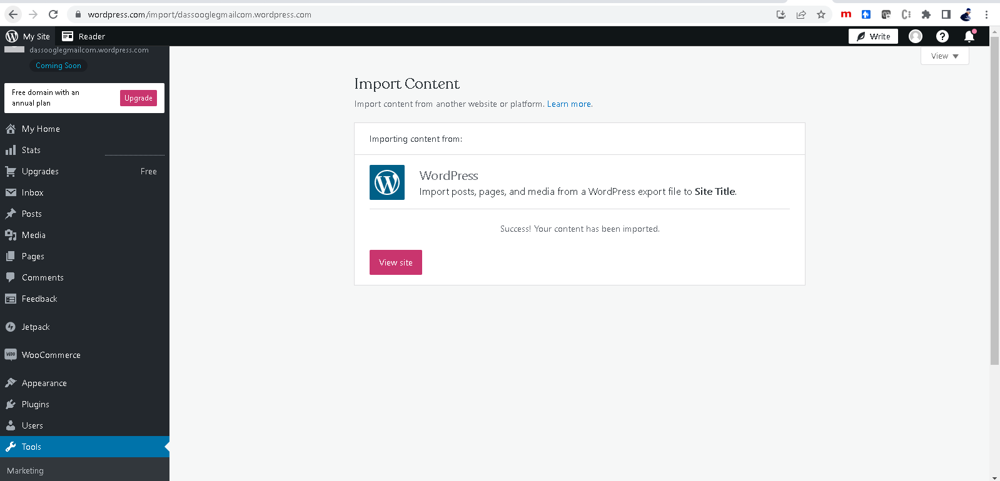 wordpress.com/import/dassooglegmailcom.wordpress.com
My Site
Reader
Write
dassooglegmailcom.wordpress.com
Coming Soon
View
Free domain with an
annual plan
Upgrade
My Home
Stats
Upgrades
Free
Inbox
Posts
Media
Pages
Comments
Feedback
Jetpack
WooCommerce
Appearance
Plugins
Users
Tools
Marketing
Import Content
Import content from another website or platform. Learn more.
Importing content from:
WordPress
Import posts, pages, and media from a WordPress export file to Site Title.
Success! Your content has been imported.
View site